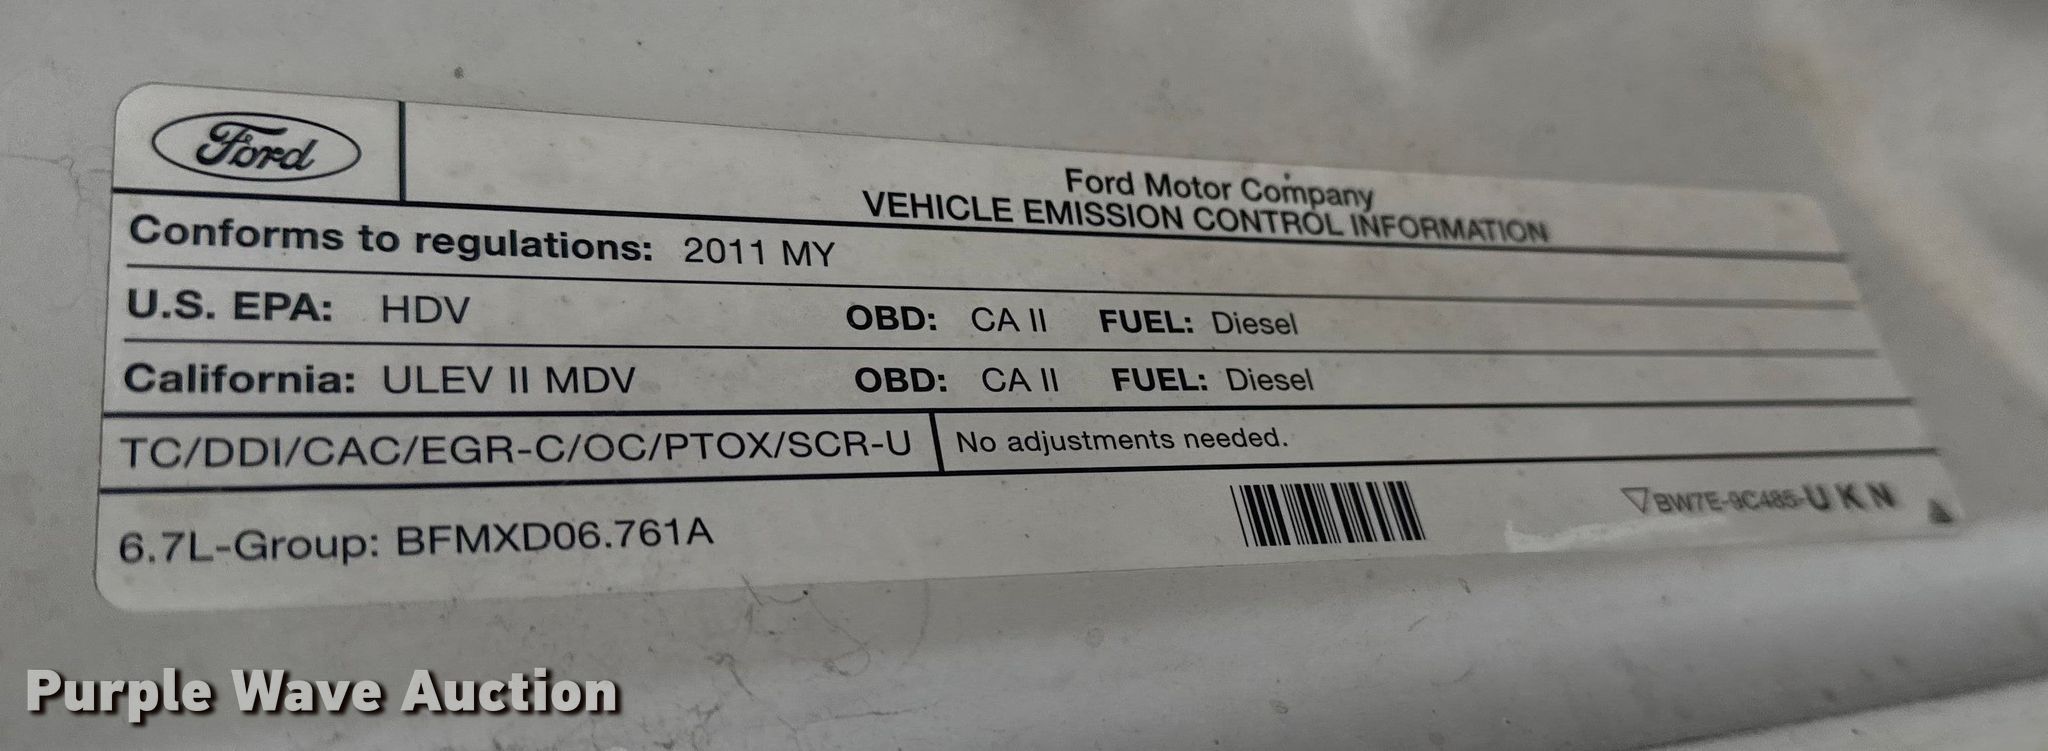 Ford
Ford Motor Company
VEHICLE EMISSION CONTROL INFORMATION
Conforms to regulations: 2011 MY
U.S. EPA: HDV OBD: CA II FUEL: Diesel
California: ULEV II MDV OBD: CA II FUEL: Diesel
TC/DDI/CAC/EGR-C/OC/PTOX/SCR-U No adjustments needed.
6.7L-Group: BFMXD06.761A
BW7E-9C485-UKN
Purple Wave Auction